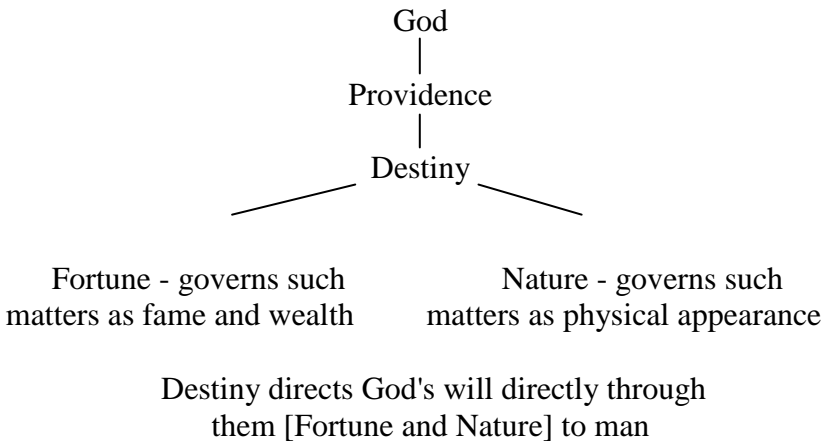 God
Providence
Destiny
Fortune - governs such
matters as fame and wealth
Nature - governs such
matters as physical appearance
Destiny directs God's will directly through
them [Fortune and Nature] to man